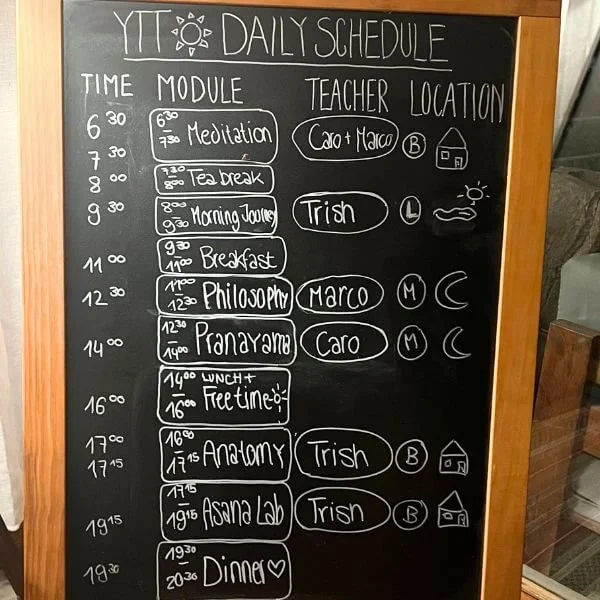 YTT DAILY SCHEDULE
TIME MODULE TEACHER LOCATION
6 30 6 30 - 7 30 Meditation Caro + Marco B
7 30
8 00 7 30 8 00 Tea break
9 30 8 00 - 9 30 Morning Journey Trish L
11 00 9 30 - 11 00 Breakfast
12 30 11 00 - 12 30 Philosophy Marco M
14 00 12 30 - 14 00 Pranayama Caro M
14 00 LUNCH +
16 00 - 16 00 Free time
17 00 16 00 - 17 15 Anatomy Trish B
17 15
19 15 17 15 - 19 15 Asana Lab Trish B
19 30 19 30 - 20 30 Dinner